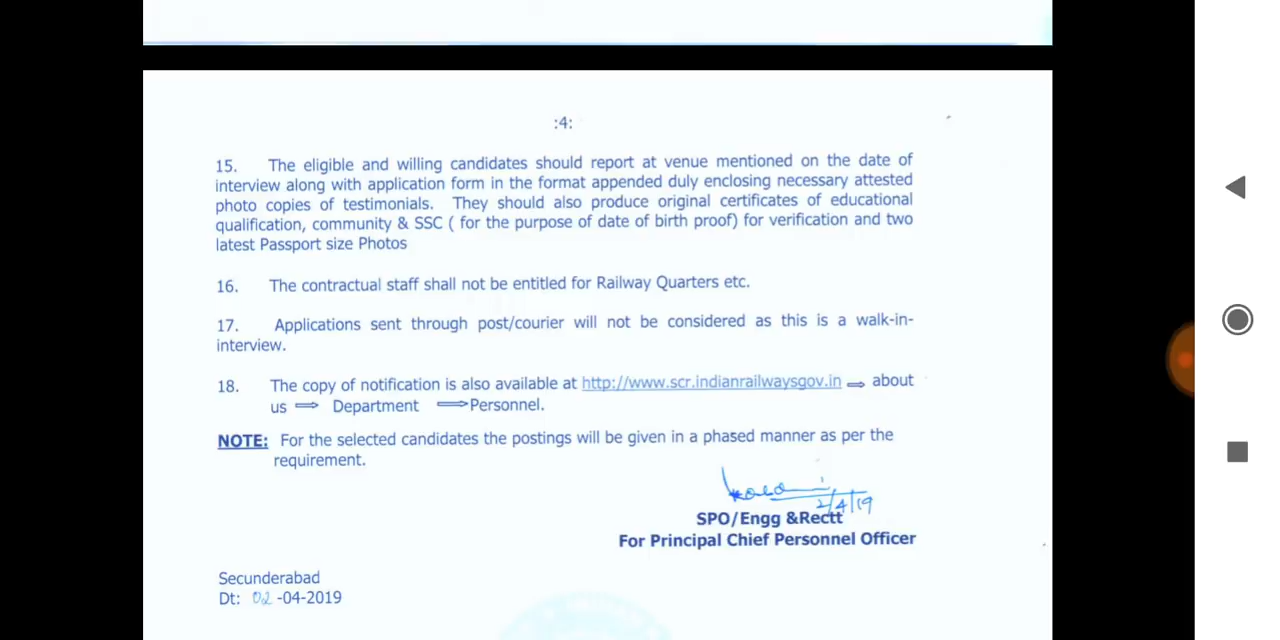 :4:
15. The eligible and willing candidates should report at venue mentioned on the date of
interview along with application form in the format appended duly enclosing necessary attested
photo copies of testimonials. They should also produce original certificates of educational
qualification, community & SSC ( for the purpose of date of birth proof) for verification and two
latest Passport size Photos
16. The contractual staff shall not be entitled for Railway Quarters etc.
17. Applications sent through post/courier will not be considered as this is a walk-in-
interview.
18. The copy of notification is also available at http://www.scr.indianrailwaysgov.in ⟹ about
us ⟹ Department ⟹Personnel.
NOTE: For the selected candidates the postings will be given in a phased manner as per the
requirement.
2/4/19
SPO/Engg &Rectt
For Principal Chief Personnel Officer
Secunderabad
Dt: 02 -04-2019